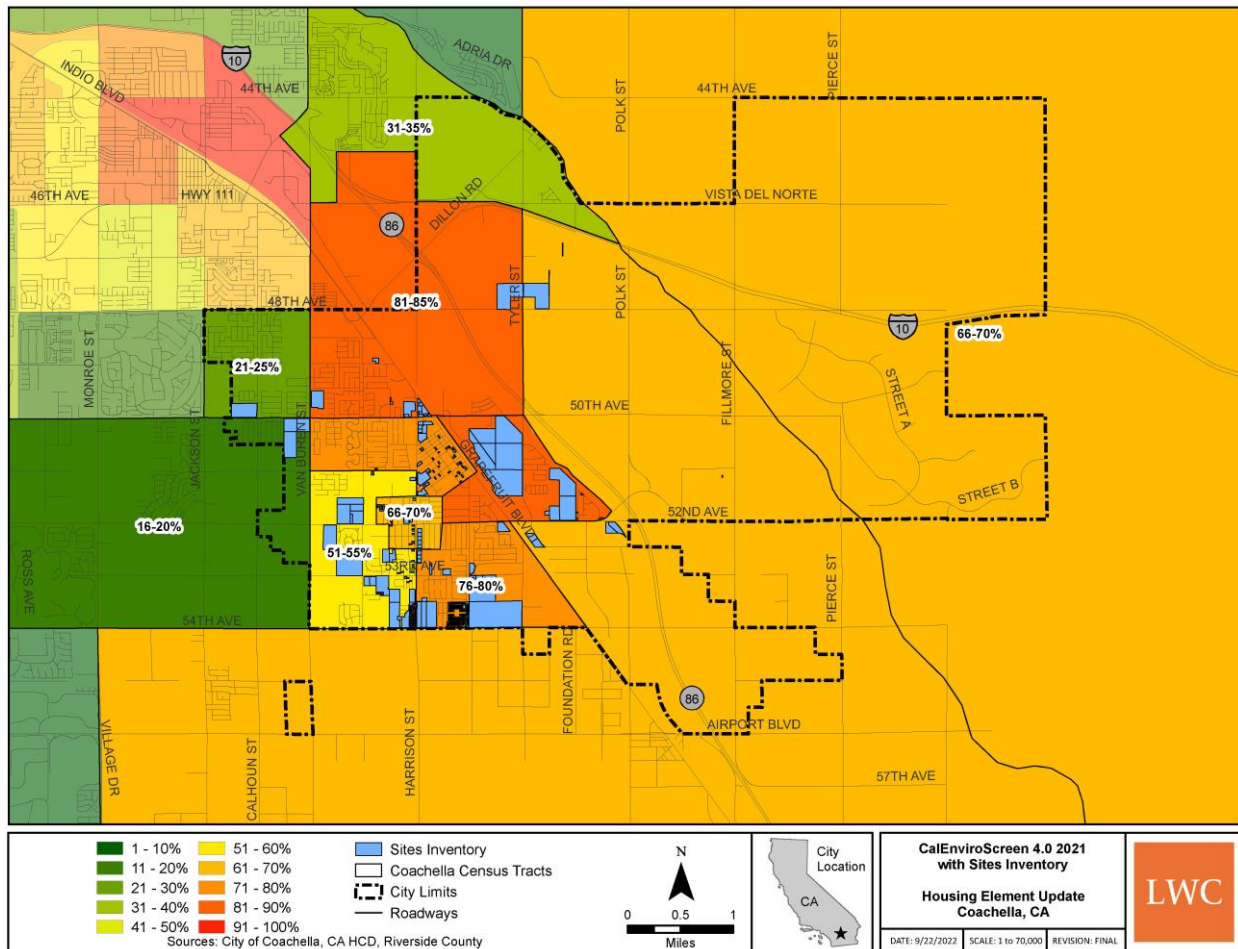 ADRIA DR
10
INDIO BLVD
44TH AVE
44TH AVE
POLK ST
PIERCE ST
31-35%
46TH AVE
HWY 111
DILLON RD
VISTA DEL NORTE
86
48TH AVE
81-85%
TYLER ST
POLK ST
10
66-70%
MONROE ST
21-25%
FILLMORE ST
STREET A
JACKSON ST
VAN BUREN ST
50TH AVE
GRAPEFRUIT BLVD
STREET B
16-20%
66-70%
52ND AVE
ROSS AVE
51-55%
53RD AVE
76-80%
PIERCE ST
54TH AVE
FOUNDATION RD
86
VILLAGE DR
CALHOUN ST
HARRISON ST
AIRPORT BLVD
57TH AVE
1 - 10%
11 - 20%
21 - 30%
31 - 40%
41 - 50%
51 - 60%
61 - 70%
71 - 80%
81 - 90%
91 - 100%
Sites Inventory
Coachella Census Tracts
City Limits
Roadways
Sources: City of Coachella, CA HCD, Riverside County
N
0 0.5 1
Miles
City
Location
CA
CalEnviroScreen 4.0 2021
with Sites Inventory
Housing Element Update
Coachella, CA
DATE: 9/22/2022
SCALE: 1 to 70,000
REVISION: FINAL
LWC